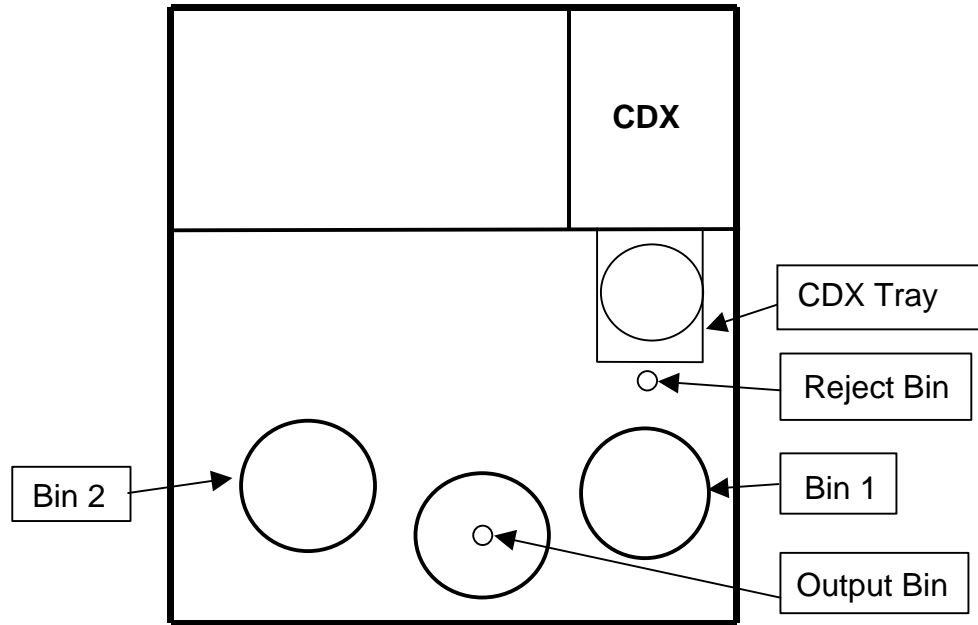 CDX
CDX Tray
Reject Bin
Bin 2
Bin 1
Output Bin